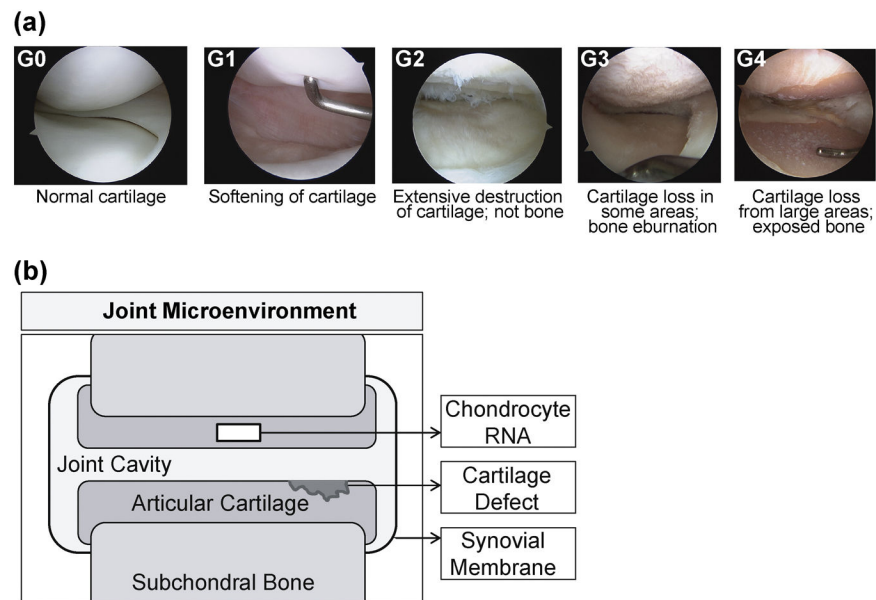 (a)
G0
G1
G2
G3
G4
Normal cartilage
Softening of cartilage
Extensive destruction
of cartilage; not bone
Cartilage loss in
some areas;
bone eburnation
Cartilage loss
from large areas;
exposed bone
(b)
Joint Microenvironment
Chondrocyte
RNA
Joint Cavity
Cartilage
Defect
Articular Cartilage
Synovial
Membrane
Subchondral Bone